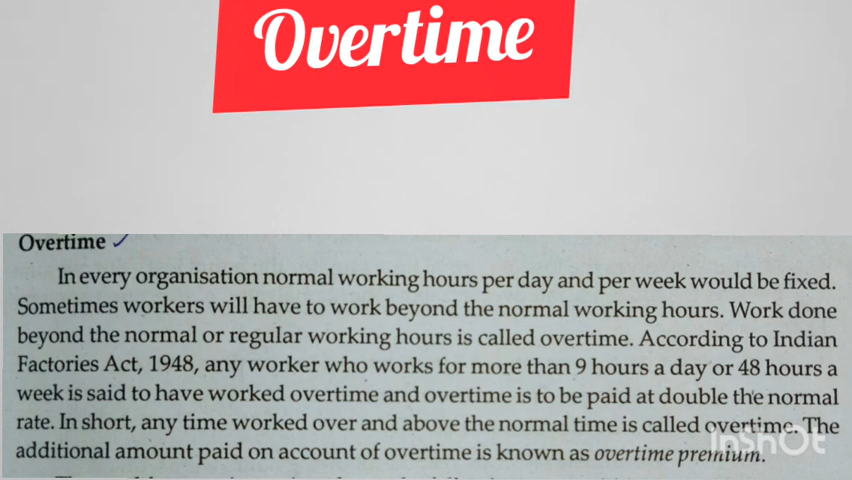 Overtime
Overtime
In every organisation normal working hours per day and per week would be fixed.
Sometimes workers will have to work beyond the normal working hours. Work done
beyond the normal or regular working hours is called overtime. According to Indian
Factories Act, 1948, any worker who works for more than 9 hours a day or 48 hours a
week is said to have worked overtime and overtime is to be paid at double the normal
rate. In short, any time worked over and above the normal time is called overtime. The
additional amount paid on account of overtime is known as overtime premium.
InShOt